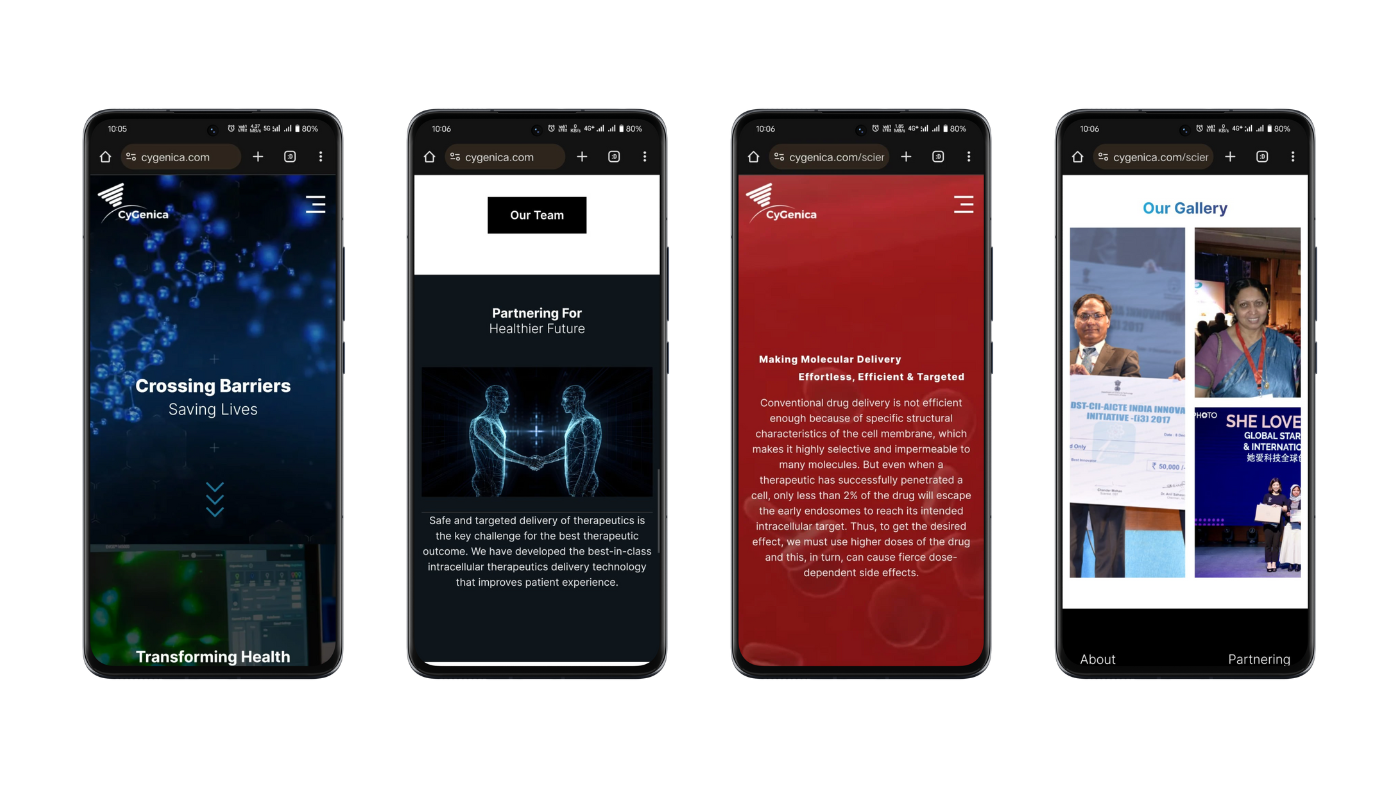 10:05
5G
80%
cygenica.com
CyGenica
Crossing Barriers
Saving Lives
Transforming Health
10:06
4G+
80%
cygenica.com
Our Team
Partnering For
Healthier Future
Safe and targeted delivery of therapeutics is
the key challenge for the best therapeutic
outcome. We have developed the best-in-class
intracellular therapeutics delivery technology
that improves patient experience.
10:06
4G+
80%
cygenica.com/scier
CyGenica
Making Molecular Delivery
Effortless, Efficient & Targeted
Conventional drug delivery is not efficient
enough because of specific structural
characteristics of the cell membrane, which
makes it highly selective and impermeable to
many molecules. But even when a
therapeutic has successfully penetrated a
cell, only less than 2% of the drug will escape
the early endosomes to reach its intended
intracellular target. Thus, to get the desired
effect, we must use higher doses of the drug
and this, in turn, can cause fierce dose-
dependent side effects.
10:06
4G+
80%
cygenica.com/scier
Our Gallery
2017
DST-CII-AICTE INDIA INNOVA
INITIATIVE -(i3) 2017
d Only
₹ 50,000 /-
PHOTO
SHE LOVE
GLOBAL STAR
& INTERNATIO
她爱科技全球创
About
Partnering